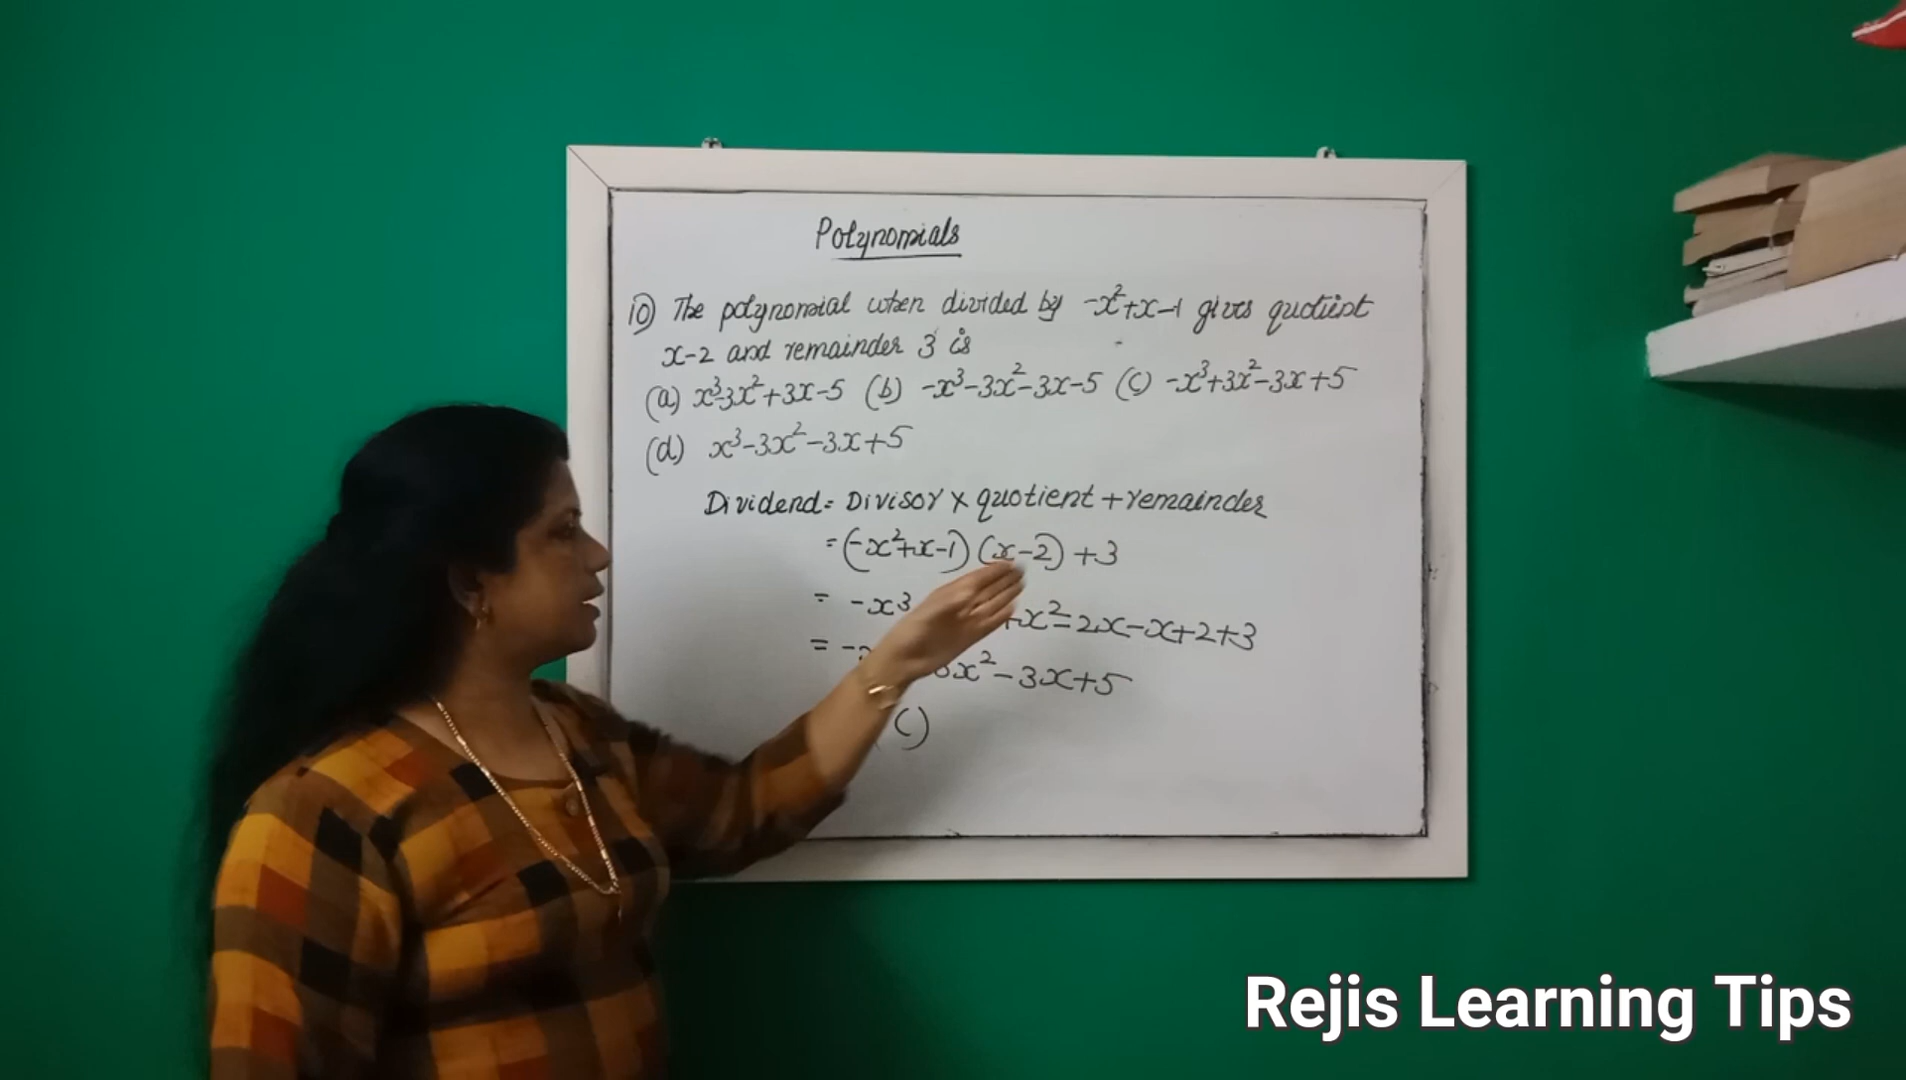 Polynomials
10) The polynomial when divided by -x²+x-1 gives quotient
x-2 and remainder 3 is
(a) x³-3x²+3x-5 (b) -x³-3x²-3x-5 (c) -x³+3x²-3x+5
(d) x³-3x²-3x+5
Dividend = Divisor × quotient + remainder
= (-x²+x-1) (x-2) +3
= -x³ +x²-2x-x+2+3
= - 3x²-3x+5
(C)
Rejis Learning Tips